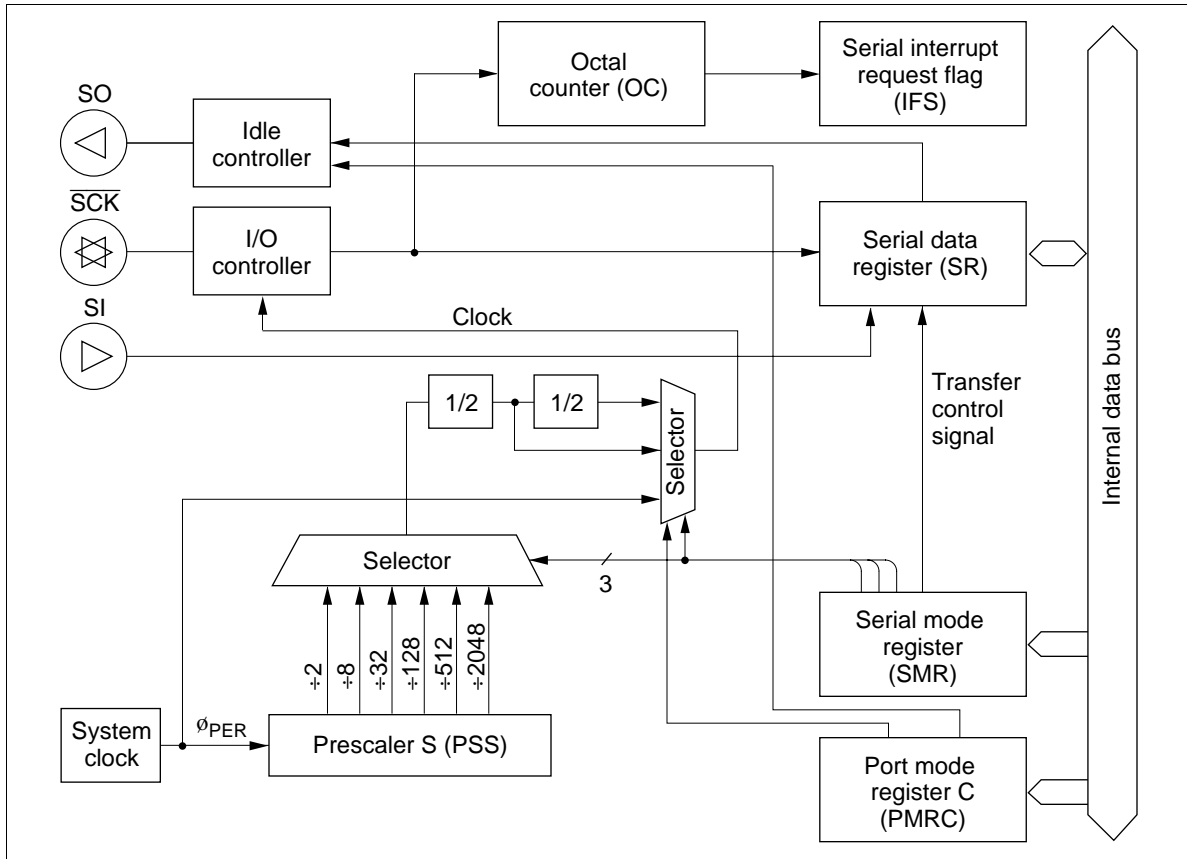 Octal
counter (OC)
Serial interrupt
request flag
(IFS)
SO
Idle
controller
SCK
I/O
controller
Serial data
register (SR)
SI
Clock
Transfer
control
signal
1/2
1/2
Selector
Internal data bus
Selector
3
÷2
÷8
÷32
÷128
÷512
÷2048
Serial mode
register
(SMR)
System
clock
øPER
Prescaler S (PSS)
Port mode
register C
(PMRC)